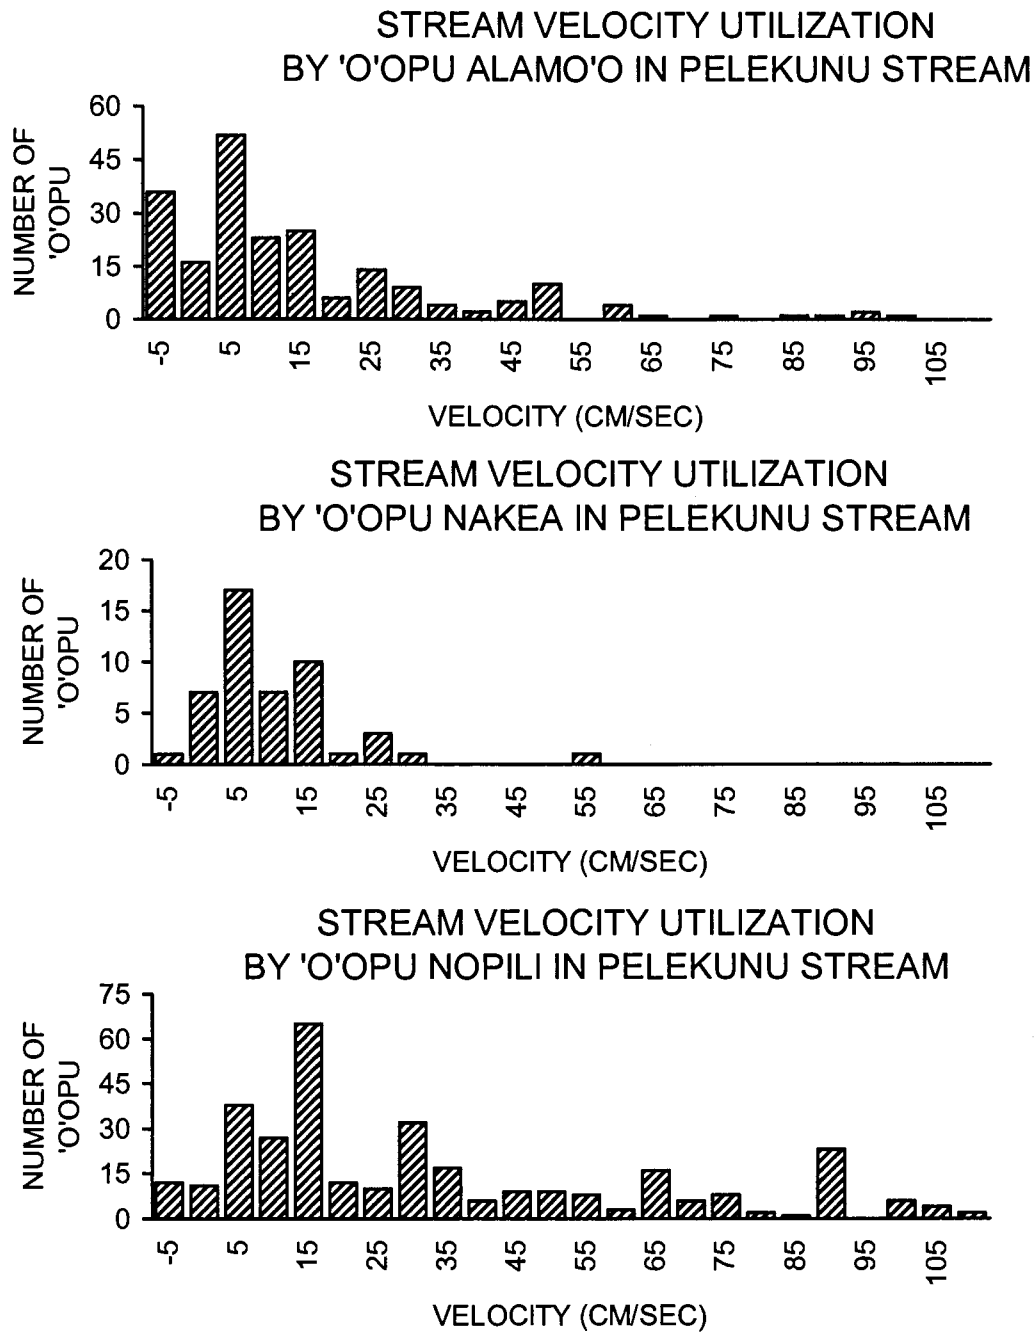 STREAM VELOCITY UTILIZATION
BY 'O'OPU ALAMO'O IN PELEKUNU STREAM
NUMBER OF
'O'OPU
60
45
30
15
0
-5 5 15 25 35 45 55 65 75 85 95 105
VELOCITY (CM/SEC)
STREAM VELOCITY UTILIZATION
BY 'O'OPU NAKEA IN PELEKUNU STREAM
NUMBER OF
'O'OPU
20
15
10
5
0
-5 5 15 25 35 45 55 65 75 85 95 105
VELOCITY (CM/SEC)
STREAM VELOCITY UTILIZATION
BY 'O'OPU NOPILI IN PELEKUNU STREAM
NUMBER OF
'O'OPU
75
60
45
30
15
0
-5 5 15 25 35 45 55 65 75 85 95 105
VELOCITY (CM/SEC)